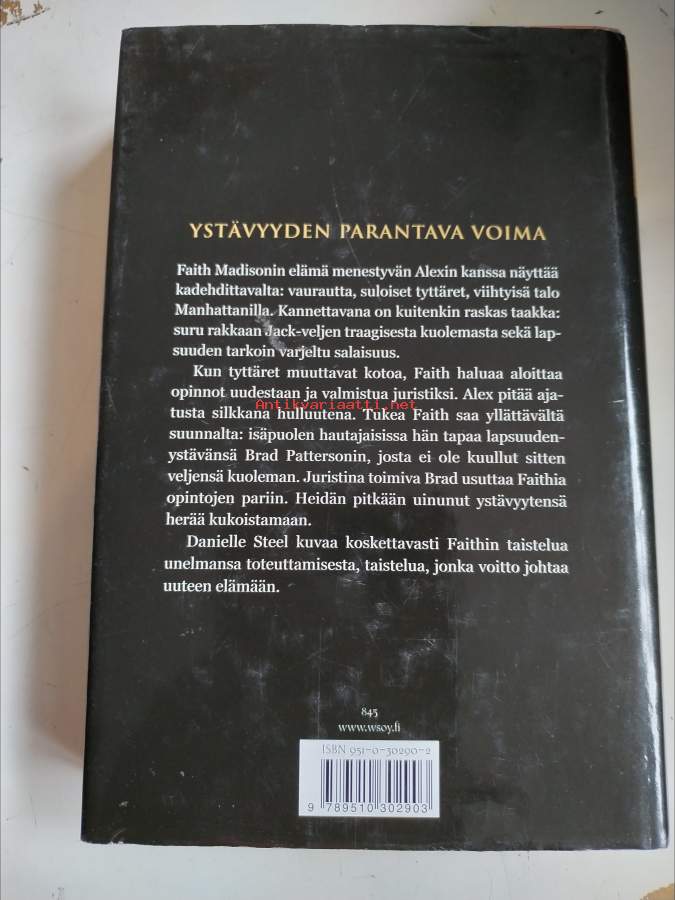 YSTÄVYYDEN PARANTAVA VOIMA
Faith Madisonin elämä menestyvän Alexin kanssa näyttää
kadehdittavalta: vaurautta, suloiset tyttäret, viihtyisä talo
Manhattanilla. Kannettavana on kuitenkin raskas taakka:
suru rakkaan Jack-veljen traagisesta kuolemasta sekä lap-
suuden tarkoin varjeltu salaisuus.
Kun tyttäret muuttavat kotoa, Faith haluaa aloittaa
opinnot uudestaan ja valmistua juristiksi. Alex pitää aja-
tusta silkkana hulluutena. Tukea Faith saa yllättävältä
suunnalta: isäpuolen hautajaisissa hän tapaa lapsuuden-
ystävänsä Brad Pattersonin, josta ei ole kuullut sitten
veljensä kuoleman. Juristina toimiva Brad usuttaa Faithia
opintojen pariin. Heidän pitkään uinunut ystävyytensä
herää kukoistamaan.
Danielle Steel kuvaa koskettavasti Faithin taistelua
unelmansa toteuttamisesta, taistelua, jonka voitto johtaa
uuteen elämään.
Antikvariaatti.net
845
www.wsoy.fi
ISBN 951-0-30290-2
9 789510 302903